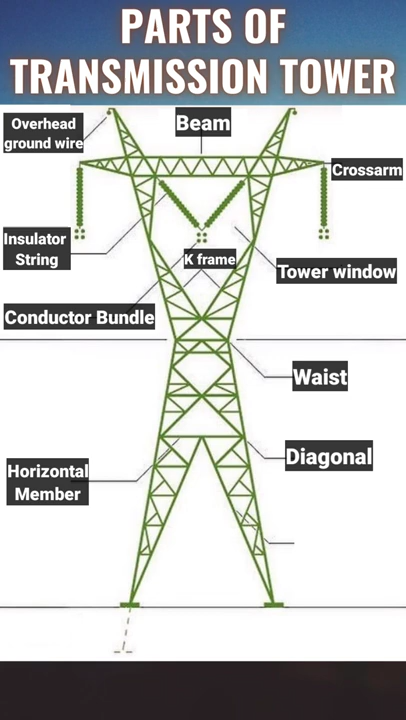 PARTS OF
TRANSMISSION TOWER
Overhead
ground wire
Beam
Crossarm
Insulator
String
K frame
Tower window
Conductor Bundle
Waist
Diagonal
Horizontal
Member